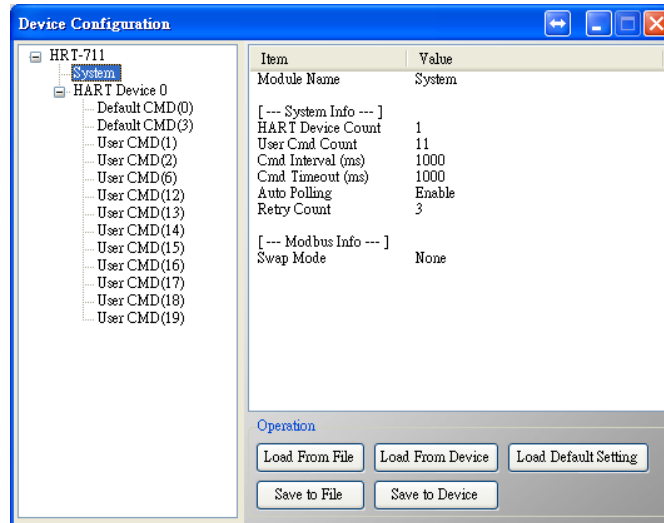 Device Configuration
HRT-711
System
HART Device 0
Default CMD(0)
Default CMD(3)
User CMD(1)
User CMD(2)
User CMD(6)
User CMD(12)
User CMD(13)
User CMD(14)
User CMD(15)
User CMD(16)
User CMD(17)
User CMD(18)
User CMD(19)
Item Value
Module Name System
[ --- System Info --- ]
HART Device Count 1
User Cmd Count 11
Cmd Interval (ms) 1000
Cmd Timeout (ms) 1000
Auto Polling Enable
Retry Count 3
[ --- Modbus Info --- ]
Swap Mode None
Operation
Load From File Load From Device Load Default Setting
Save to File Save to Device